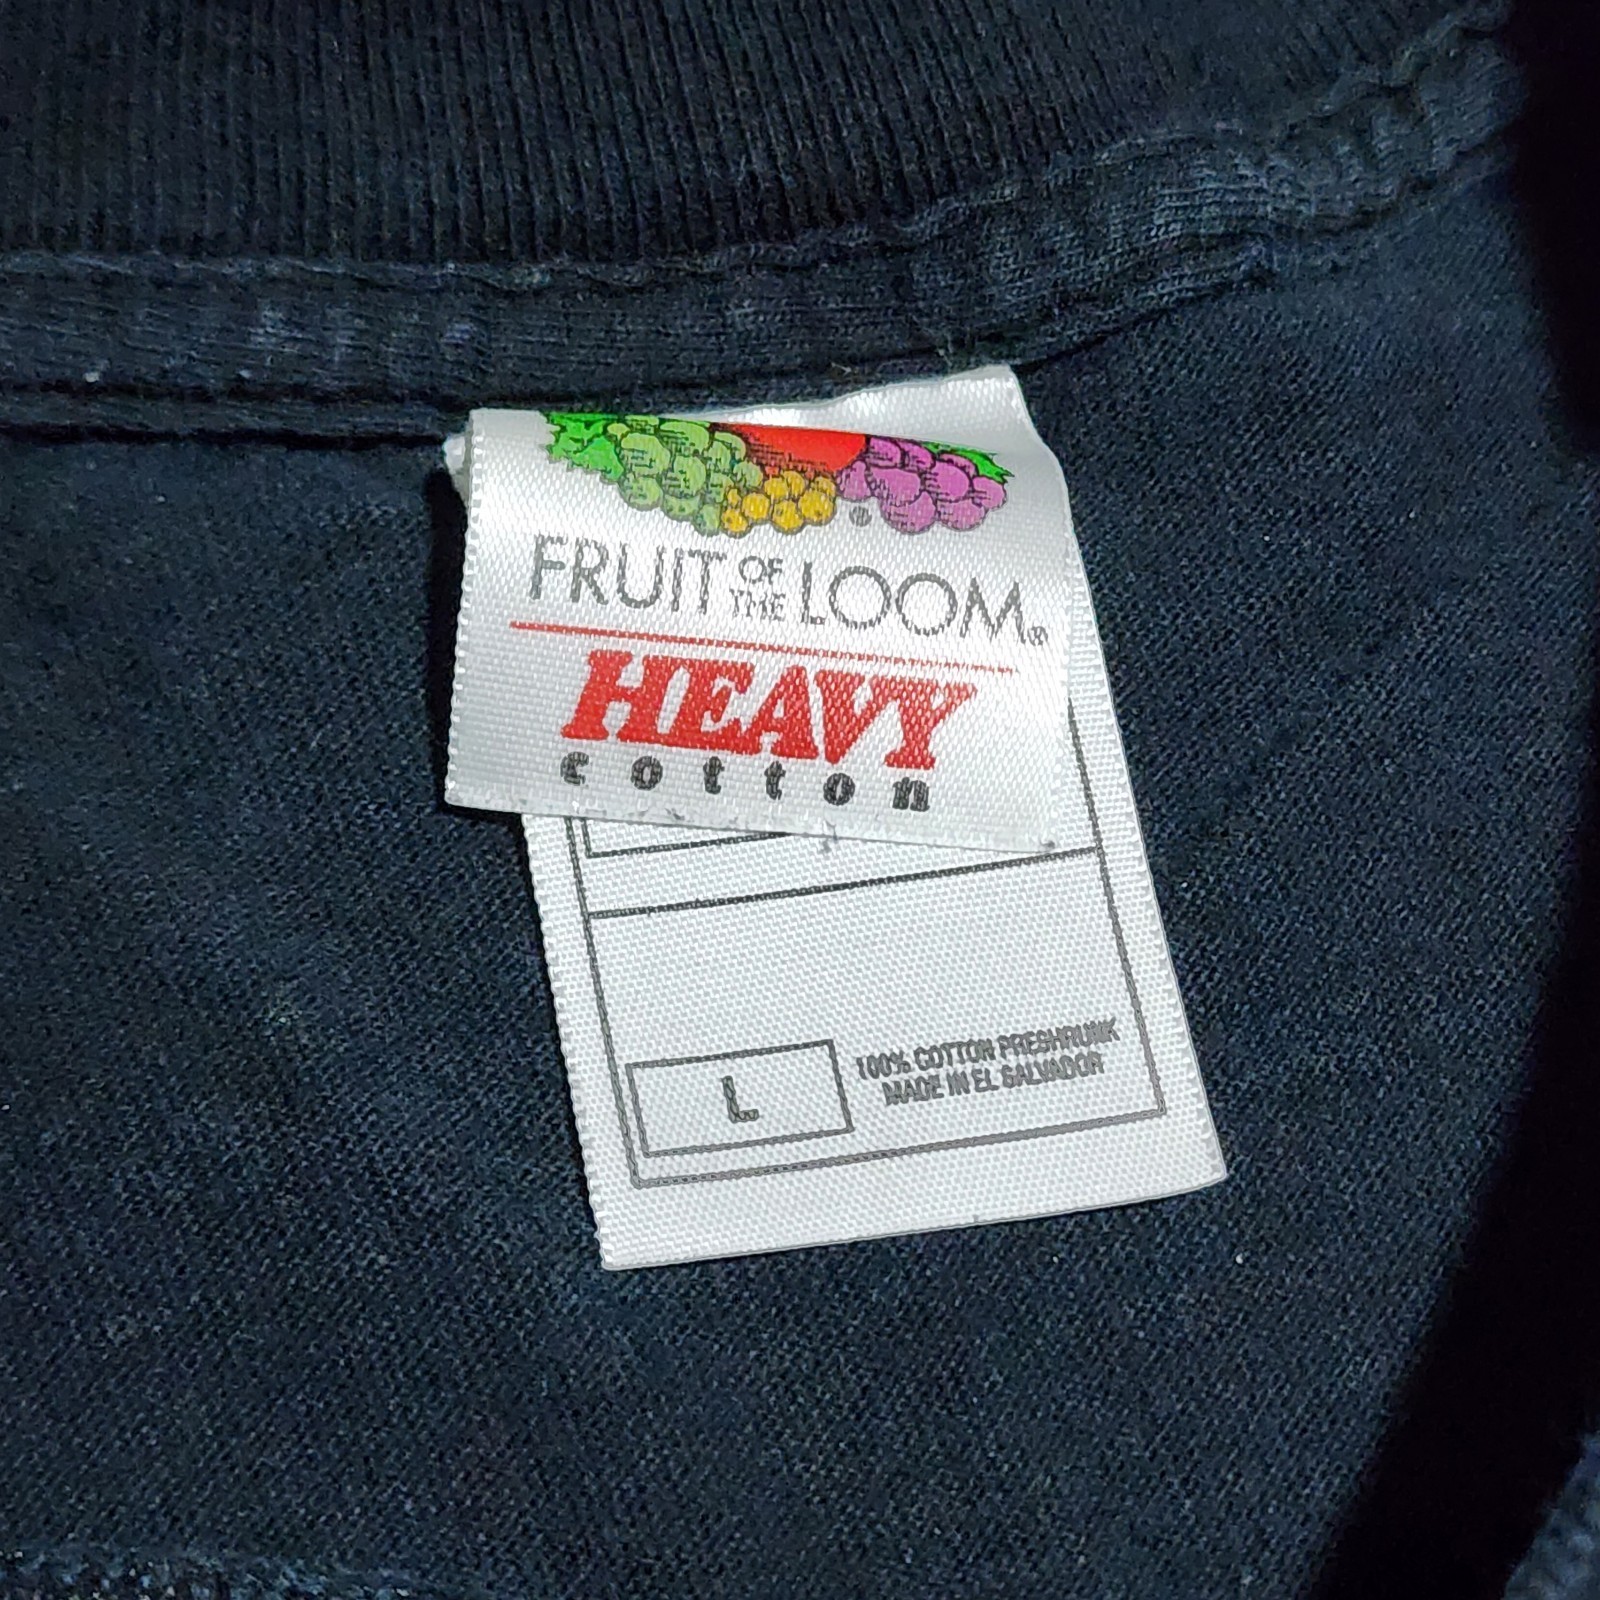 FRUIT OF THE LOOM®
HEAVY
cotton
L
100% COTTON PRESHRUNK
MADE IN EL SALVADOR